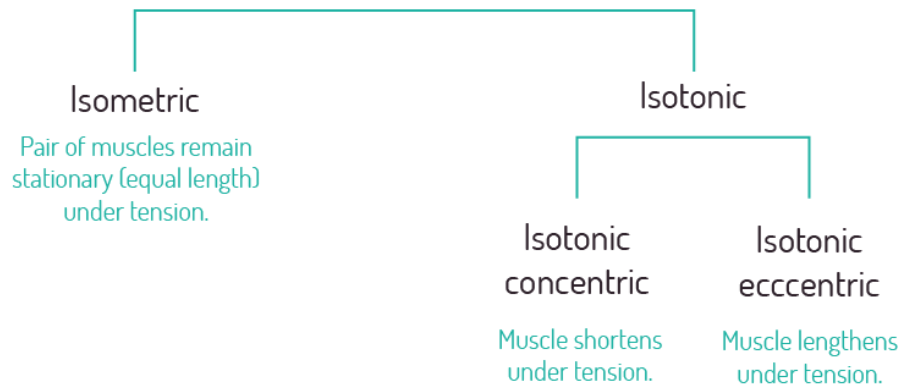 Isometric
Pair of muscles remain
stationary (equal length)
under tension.
Isotonic
Isotonic
concentric
Muscle shortens
under tension.
Isotonic
ecccentric
Muscle lengthens
under tension.